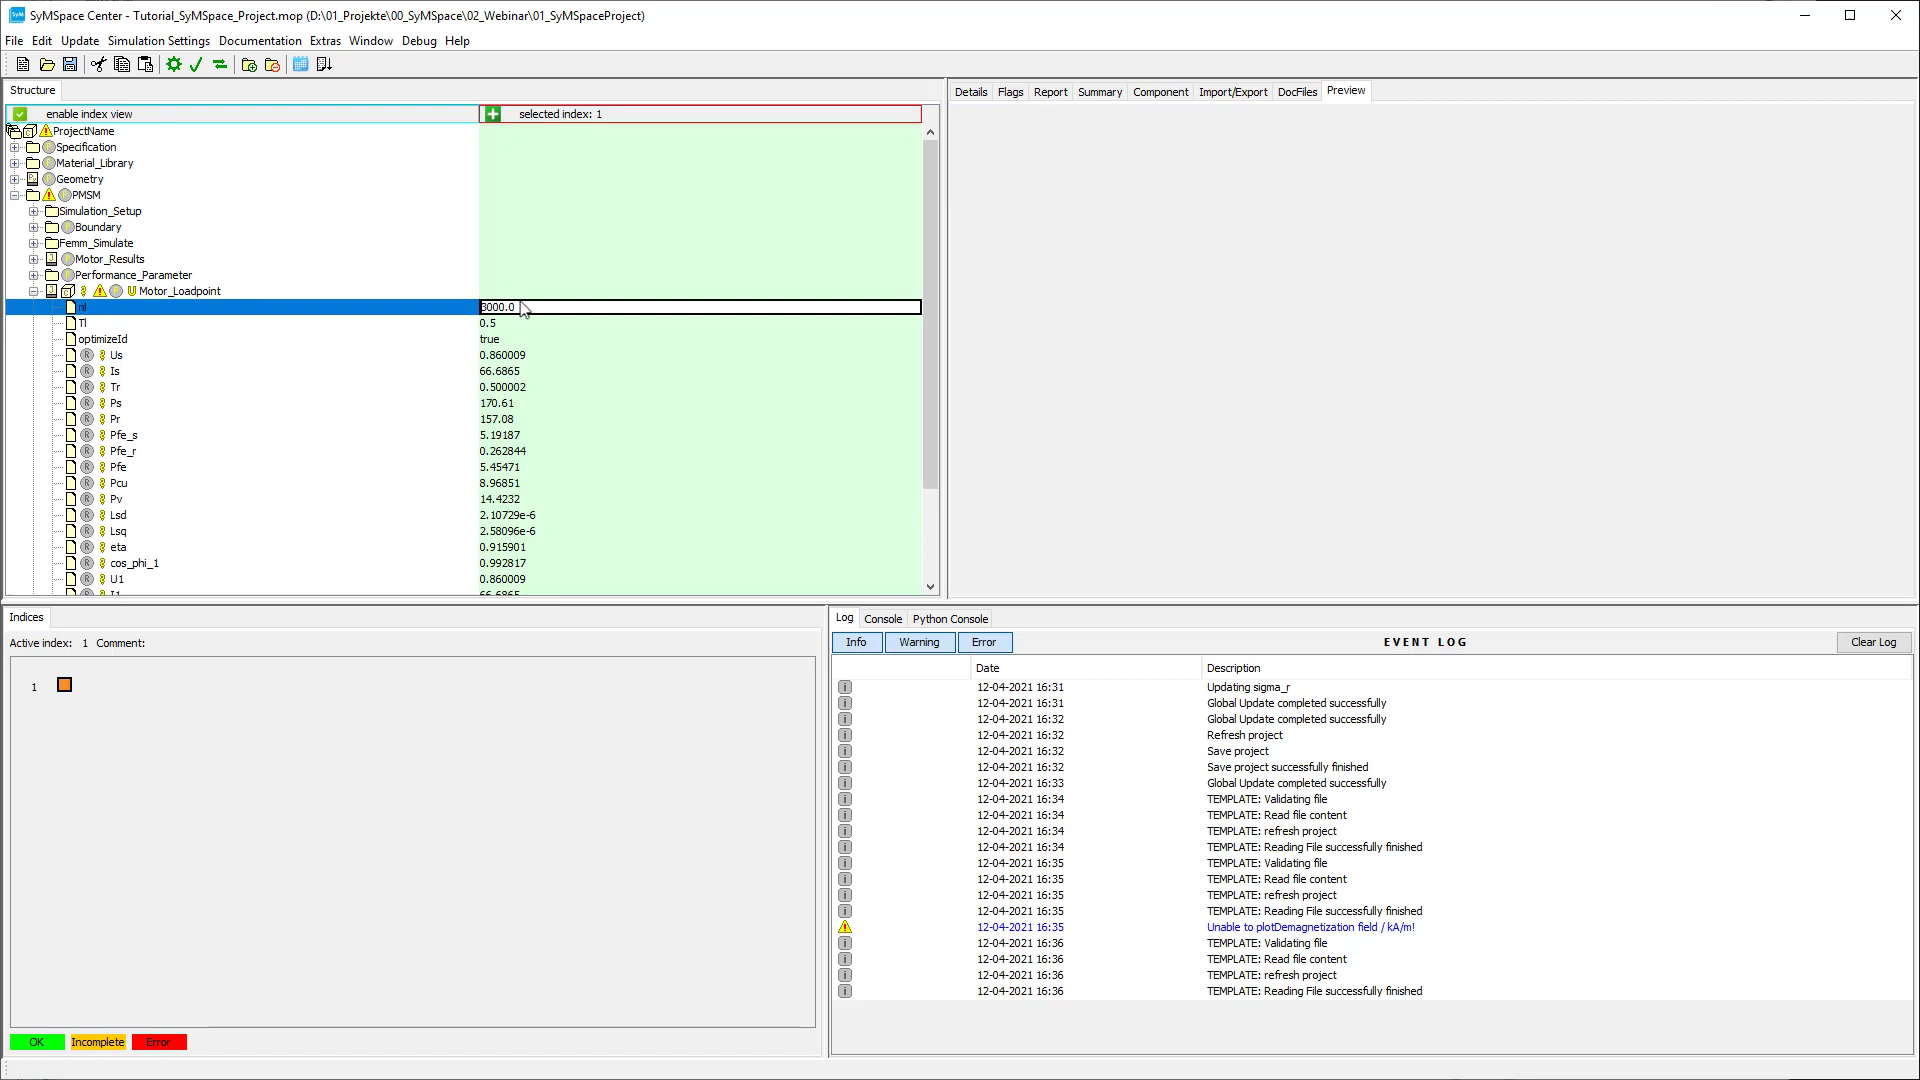 SyMSpace Center - Tutorial_SyMSpace_Project.mop (D:\01_Projekte\00_SyMSpace\02_Webinar\01_SyMSpaceProject)
File Edit Update Simulation Settings Documentation Extras Window Debug Help
Structure
enable index view selected index: 1
ProjectName
Specification
Material_Library
Geometry
PMSM
Simulation_Setup
Boundary
Femm_Simulate
Motor_Results
Performance_Parameter
Motor_Loadpoint
nl 3000.0
Tl 0.5
optimizeId true
Us 0.860009
Is 66.6865
Tr 0.500002
Ps 170.61
Pr 157.08
Pfe_s 5.19187
Pfe_r 0.262844
Pfe 5.45471
Pcu 8.96851
Pv 14.4232
Lsd 2.10729e-6
Lsq 2.58096e-6
eta 0.915901
cos_phi_1 0.992817
U1 0.860009
I1 66.6865
Details Flags Report Summary Component Import/Export DocFiles Preview
Indices
Active index: 1 Comment:
1
OK Incomplete Error
Log Console Python Console
Info Warning Error EVENT LOG Clear Log
Date Description
12-04-2021 16:31 Updating sigma_r
12-04-2021 16:31 Global Update completed successfully
12-04-2021 16:32 Global Update completed successfully
12-04-2021 16:32 Refresh project
12-04-2021 16:32 Save project
12-04-2021 16:32 Save project successfully finished
12-04-2021 16:33 Global Update completed successfully
12-04-2021 16:34 TEMPLATE: Validating file
12-04-2021 16:34 TEMPLATE: Read file content
12-04-2021 16:34 TEMPLATE: refresh project
12-04-2021 16:34 TEMPLATE: Reading File successfully finished
12-04-2021 16:35 TEMPLATE: Validating file
12-04-2021 16:35 TEMPLATE: Read file content
12-04-2021 16:35 TEMPLATE: refresh project
12-04-2021 16:35 TEMPLATE: Reading File successfully finished
12-04-2021 16:35 Unable to plotDemagnetization field / kA/m!
12-04-2021 16:36 TEMPLATE: Validating file
12-04-2021 16:36 TEMPLATE: Read file content
12-04-2021 16:36 TEMPLATE: refresh project
12-04-2021 16:36 TEMPLATE: Reading File successfully finished